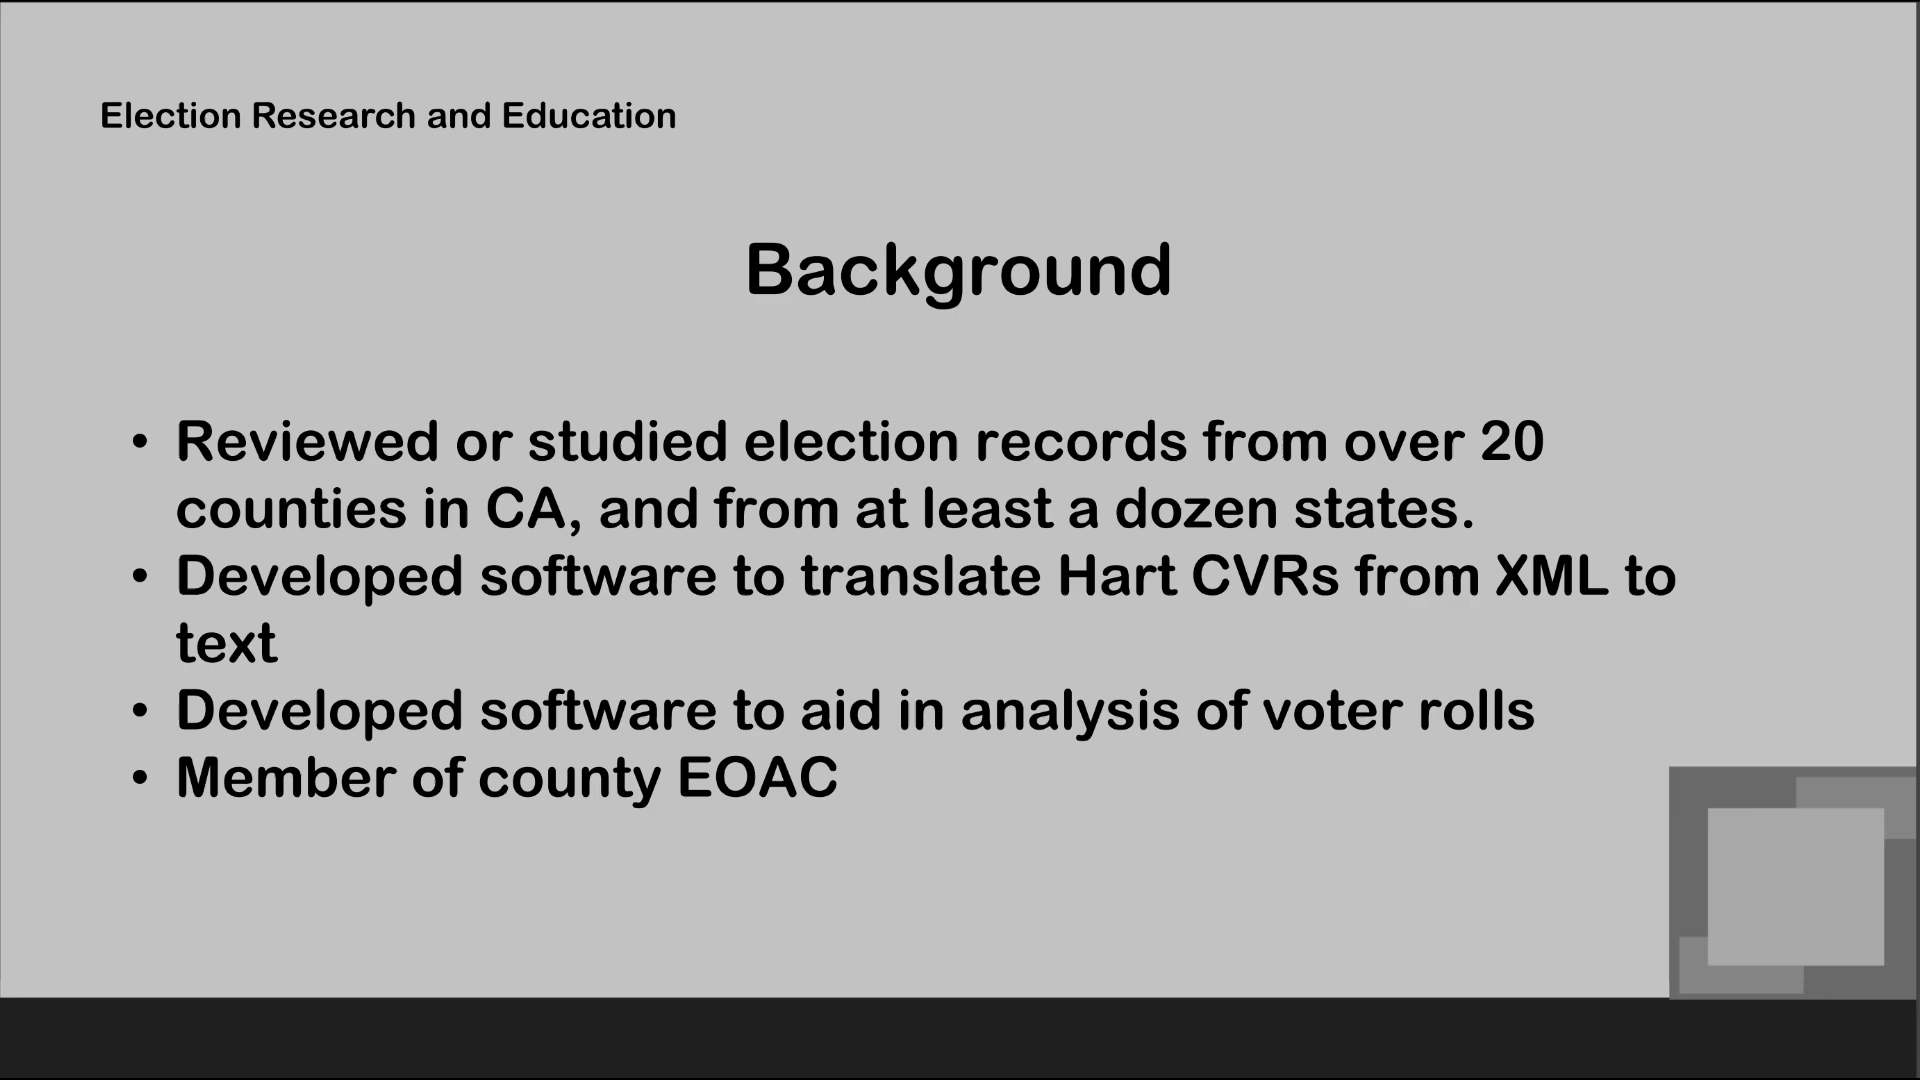 Election Research and Education
Background
• Reviewed or studied election records from over 20
counties in CA, and from at least a dozen states.
• Developed software to translate Hart CVRs from XML to
text
• Developed software to aid in analysis of voter rolls
• Member of county EOAC